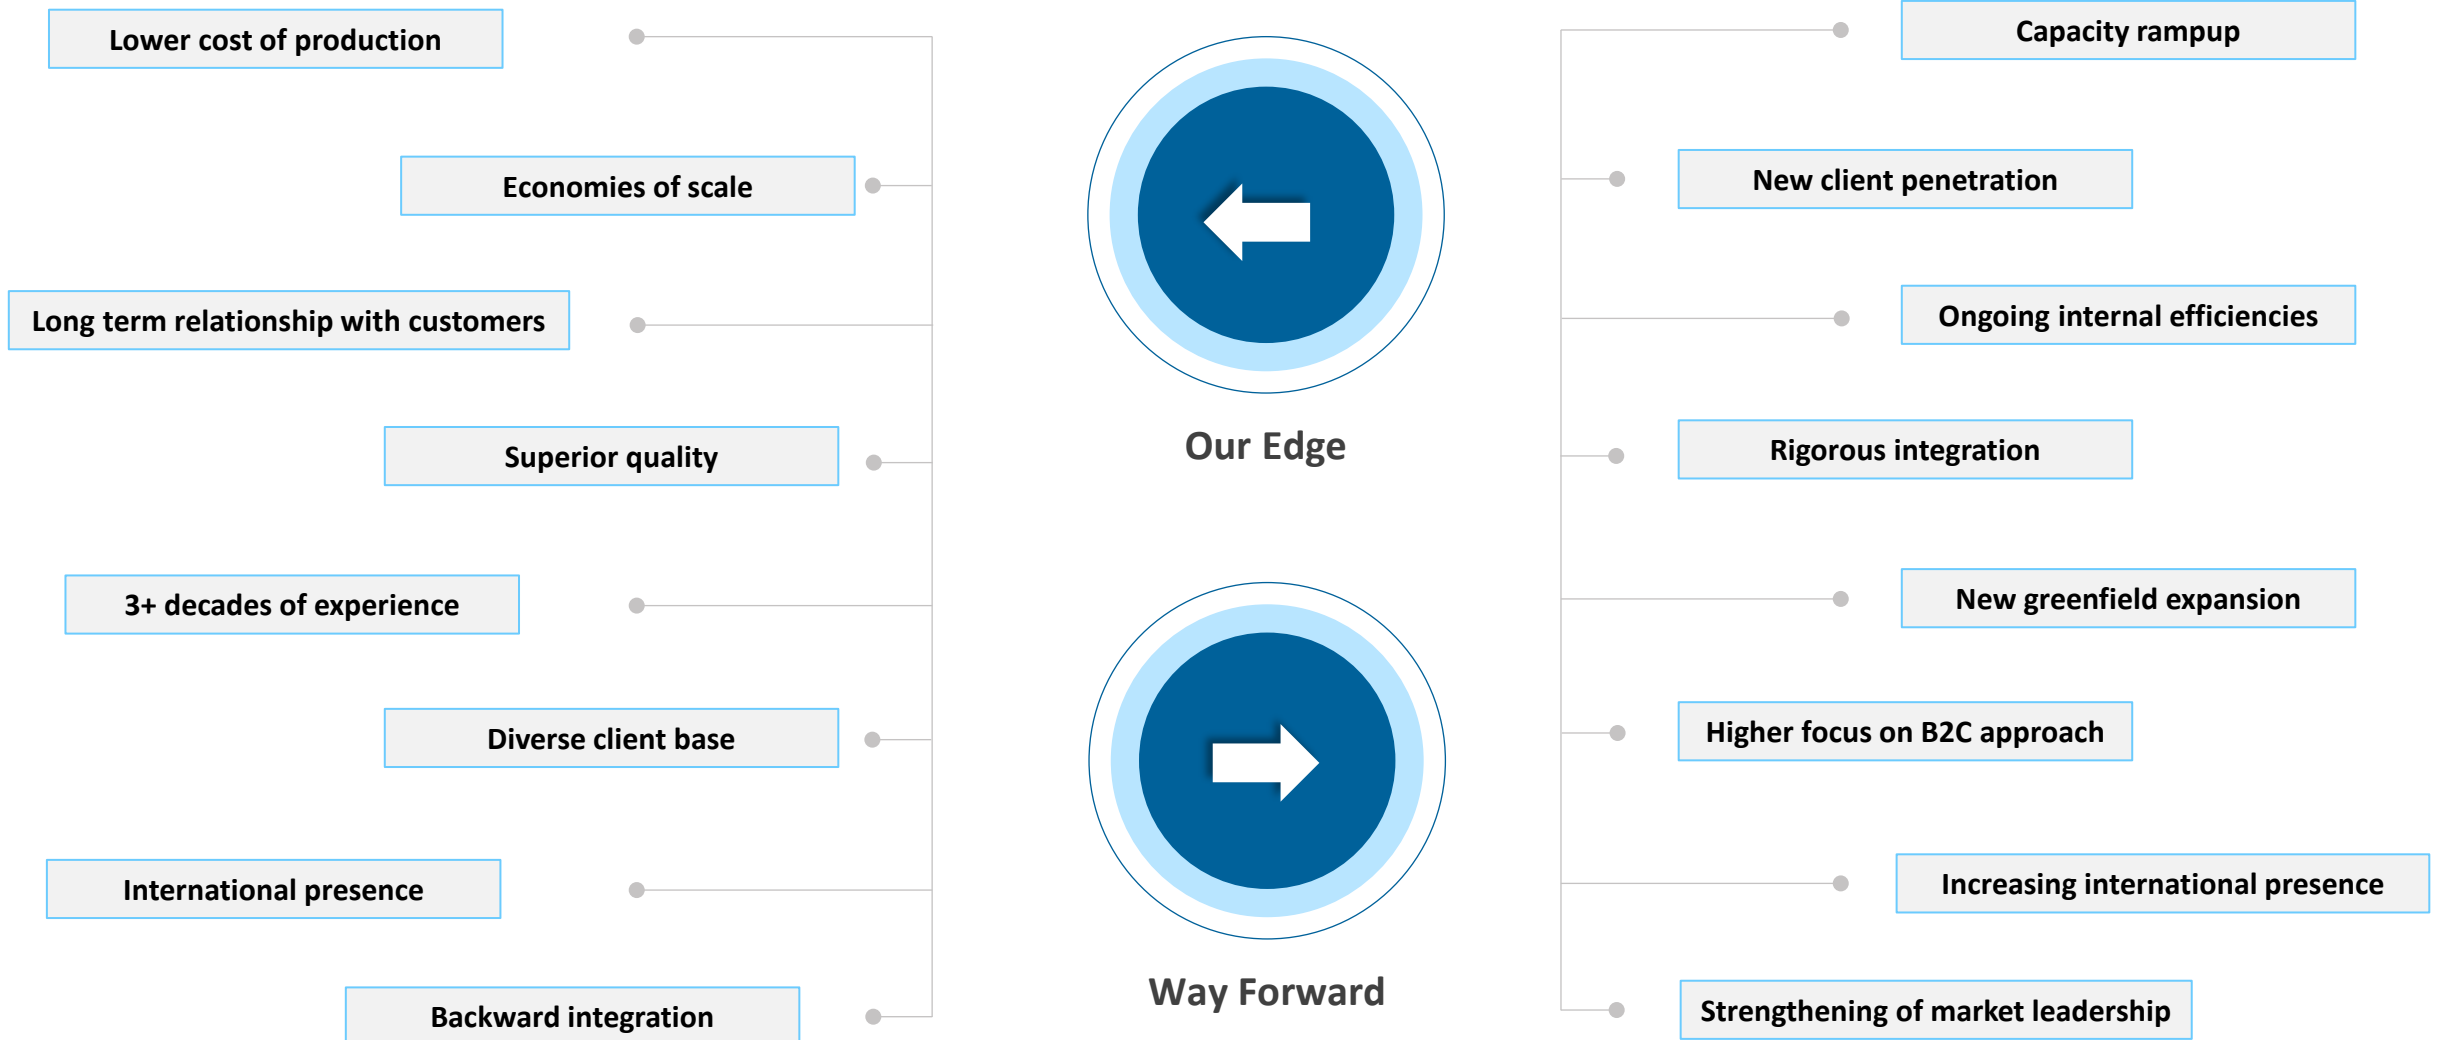 Lower cost of production
Economies of scale
Long term relationship with customers
Superior quality
3+ decades of experience
Diverse client base
International presence
Backward integration
Our Edge
Way Forward
Capacity rampup
New client penetration
Ongoing internal efficiencies
Rigorous integration
New greenfield expansion
Higher focus on B2C approach
Increasing international presence
Strengthening of market leadership